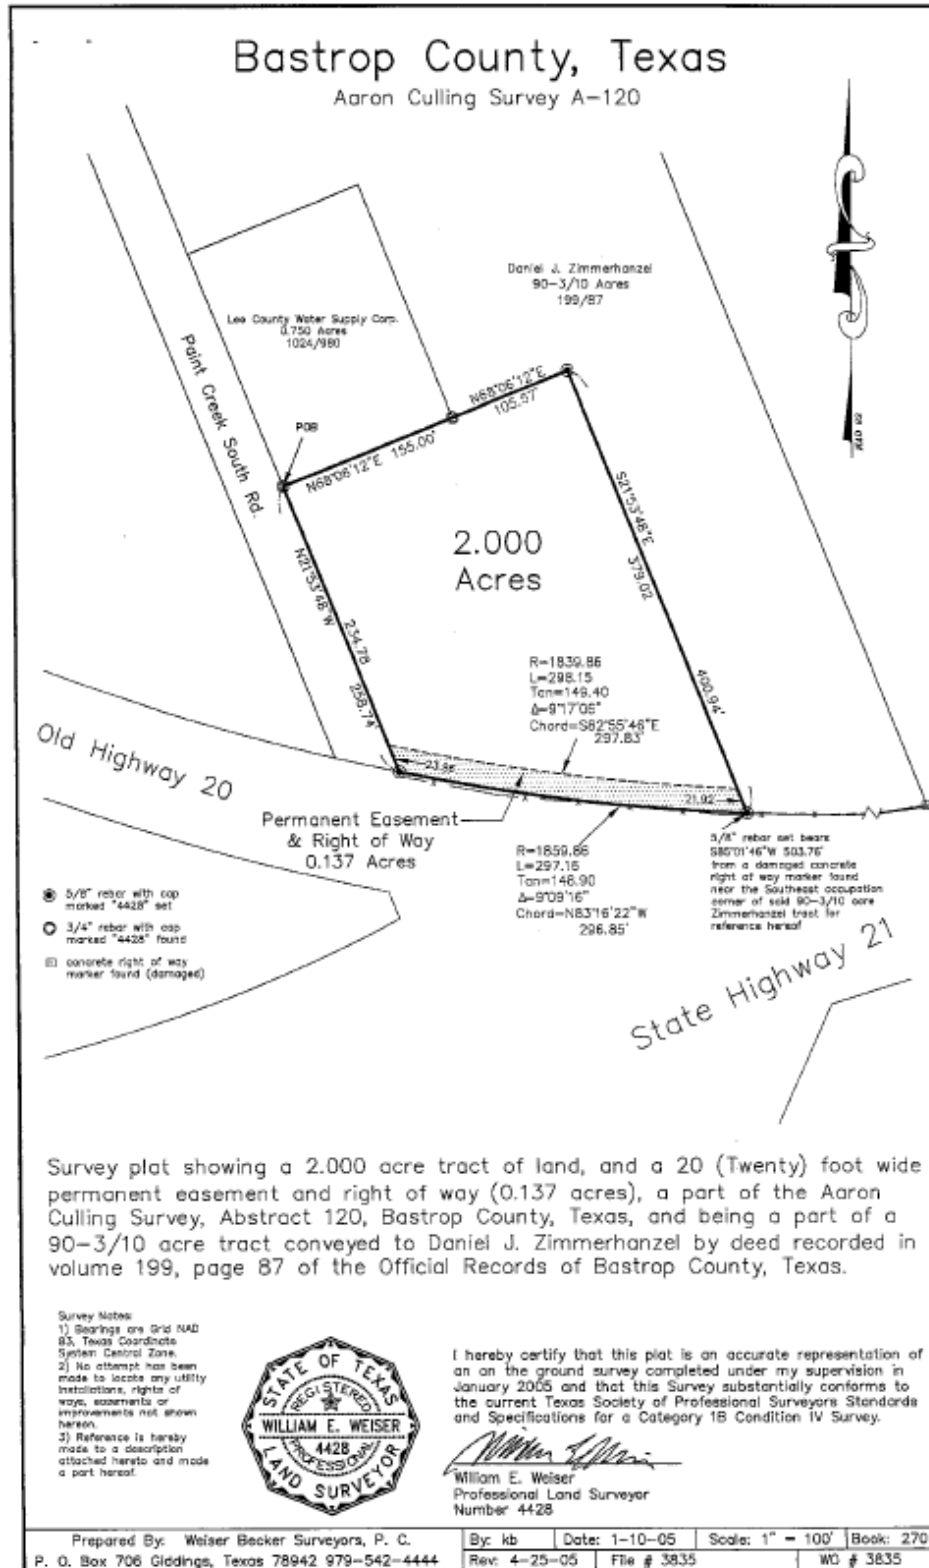 Bastrop County, Texas
Aaron Culling Survey A-120
Daniel J. Zimmerhanzel
90-3/10 Acres
199/87
Lee County Water Supply Corp.
0.750 Acres
1024/980
Paint Creek South Rd.
POB
N68°06'12"E 155.00'
N68°06'12"E
105.97'
NAD 83
2.000
Acres
S21°53'48"E
379.02
400.94'
N21°53'48"W
234.78
258.74'
R=1839.86
L=298.15
Tan=149.40
Δ=9°17'05"
Chord=S82°55'46"E
297.83'
Old Highway 20
23.96
21.92
Permanent Easement
& Right of Way
0.137 Acres
R=1859.86
L=297.16
Tan=148.90
Δ=9°09'16"
Chord=N83°16'22"W
296.85'
5/8" rebar set bears
S85°01'46"W 503.76'
from a damaged concrete
right of way marker found
near the Southeast occupation
corner of said 90-3/10 acre
Zimmerhanzel tract for
reference hereof
5/8" rebar with cap
marked "4428" set
3/4" rebar with cap
marked "4428" found
concrete right of way
marker found (damaged)
State Highway 21
Survey plat showing a 2.000 acre tract of land, and a 20 (Twenty) foot wide
permanent easement and right of way (0.137 acres), a part of the Aaron
Culling Survey, Abstract 120, Bastrop County, Texas, and being a part of a
90-3/10 acre tract conveyed to Daniel J. Zimmerhanzel by deed recorded in
volume 199, page 87 of the Official Records of Bastrop County, Texas.
Survey Notes:
1) Bearings are Grid NAD
83, Texas Coordinate
System Central Zone.
2) No attempt has been
made to locate any utility
installations, rights of
ways, easements or
improvements not shown
hereon.
3) Reference is hereby
made to a description
attached hereto and made
a part hereof.
STATE OF TEXAS
REGISTERED
WILLIAM E. WEISER
4428
PROFESSIONAL
LAND SURVEYOR
I hereby certify that this plat is an accurate representation of
an on the ground survey completed under my supervision in
January 2005 and that this Survey substantially conforms to
the current Texas Society of Professional Surveyors Standards
and Specifications for a Category 1B Condition IV Survey.
William E. Weiser
Professional Land Surveyor
Number 4428
Prepared By: Weiser Becker Surveyors, P. C.
P. O. Box 706 Giddings, Texas 78942 979-542-4444
By: kb Date: 1-10-05 Scale: 1" = 100' Book: 270
Rev: 4-25-05 File # 3835 WO # 3835